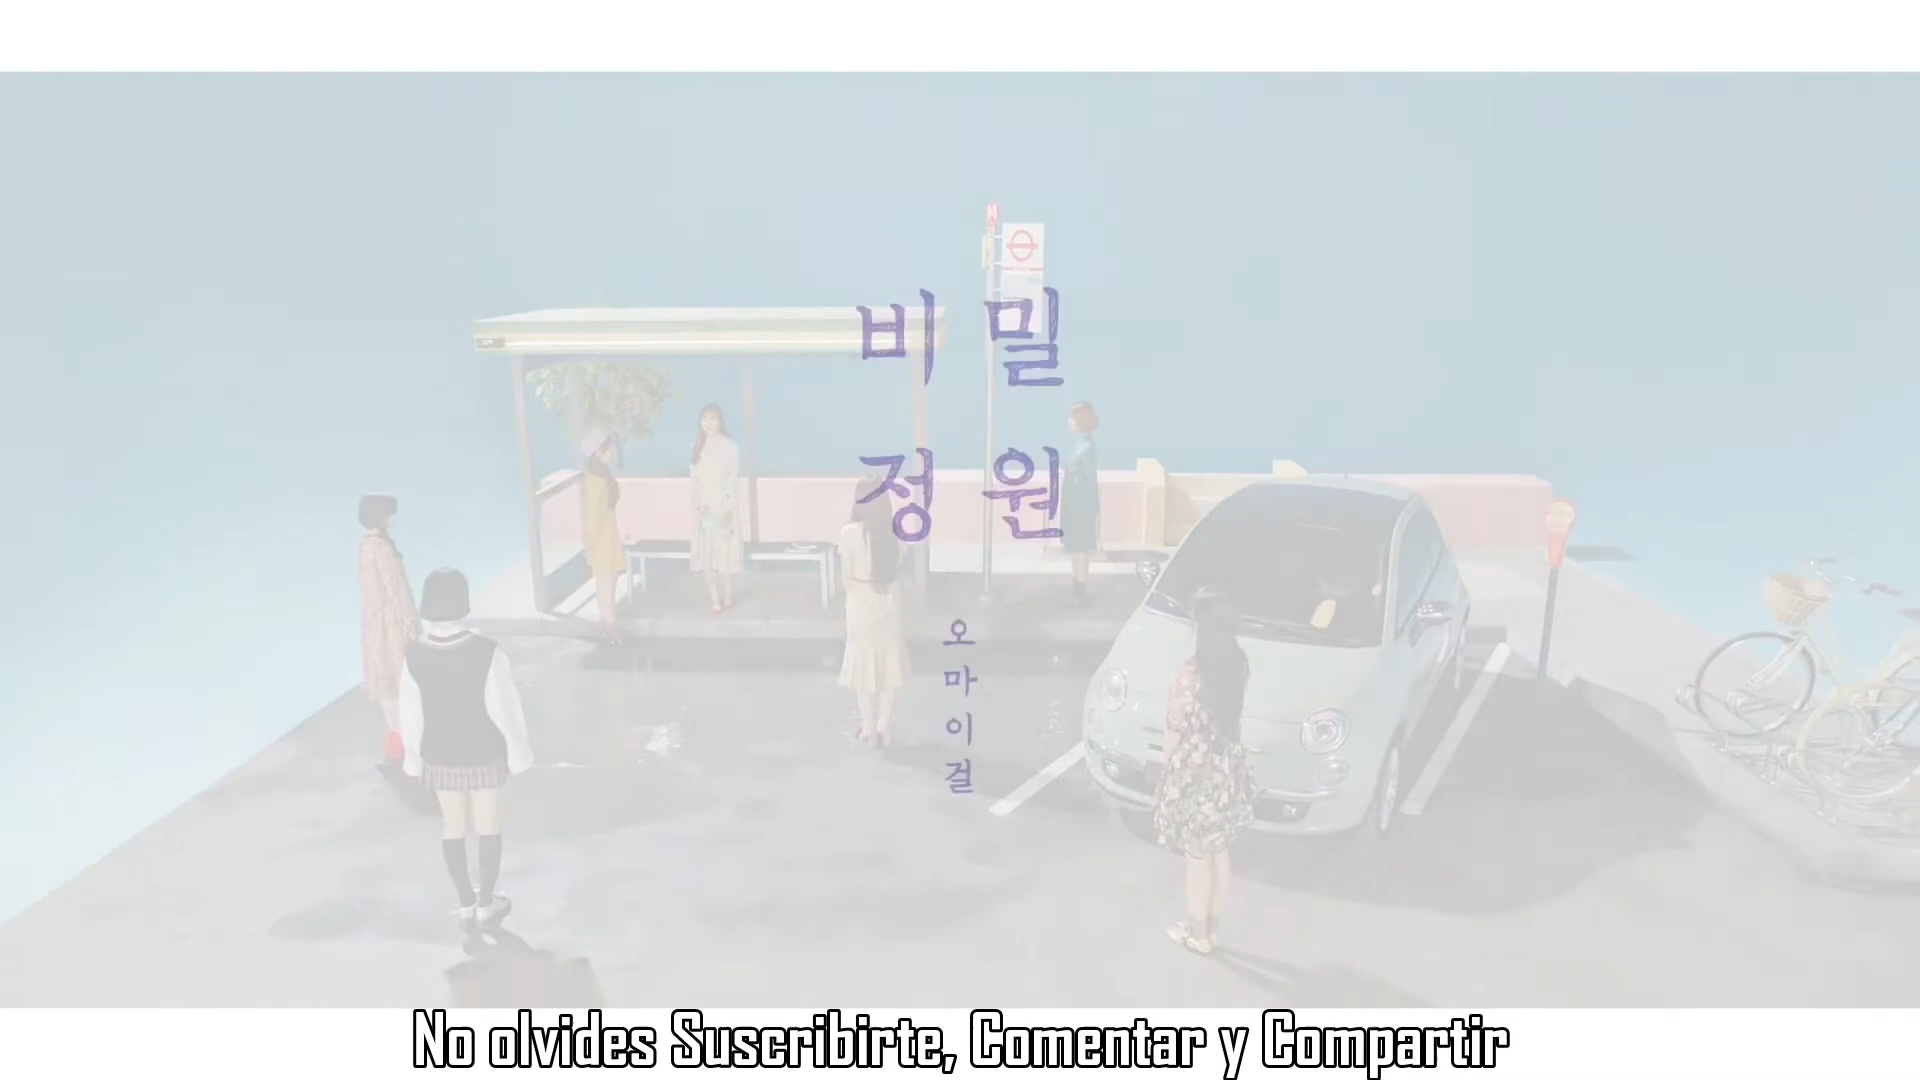 M
비밀
정원
오
마
이
걸
No olvides Suscribirte, Comentar y Compartir